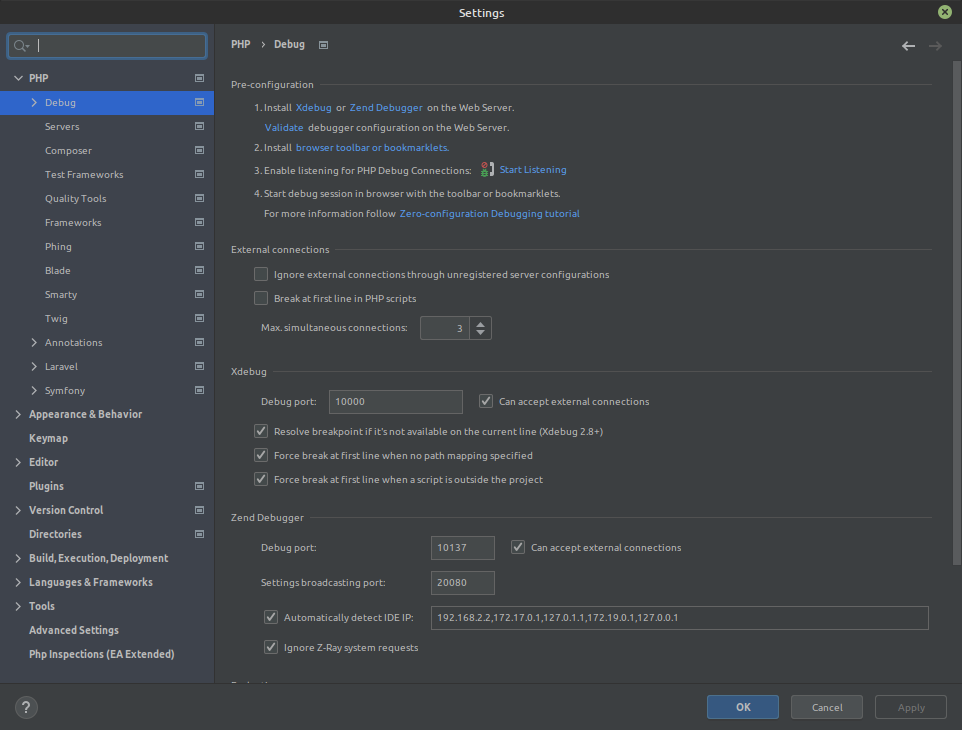 Settings
PHP
Debug
Servers
Composer
Test Frameworks
Quality Tools
Frameworks
Phing
Blade
Smarty
Twig
Annotations
Laravel
Symfony
Appearance & Behavior
Keymap
Editor
Plugins
Version Control
Directories
Build, Execution, Deployment
Languages & Frameworks
Tools
Advanced Settings
Php Inspections (EA Extended)
PHP › Debug
Pre-configuration
1. Install Xdebug or Zend Debugger on the Web Server.
Validate debugger configuration on the Web Server.
2. Install browser toolbar or bookmarklets.
3. Enable listening for PHP Debug Connections: Start Listening
4. Start debug session in browser with the toolbar or bookmarklets.
For more information follow Zero-configuration Debugging tutorial
External connections
Ignore external connections through unregistered server configurations
Break at first line in PHP scripts
Max. simultaneous connections: 3
Xdebug
Debug port: 10000 Can accept external connections
Resolve breakpoint if it's not available on the current line (Xdebug 2.8+)
Force break at first line when no path mapping specified
Force break at first line when a script is outside the project
Zend Debugger
Debug port: 10137 Can accept external connections
Settings broadcasting port: 20080
Automatically detect IDE IP: 192.168.2.2,172.17.0.1,127.0.1.1,172.19.0.1,127.0.0.1
Ignore Z-Ray system requests
? OK Cancel Apply